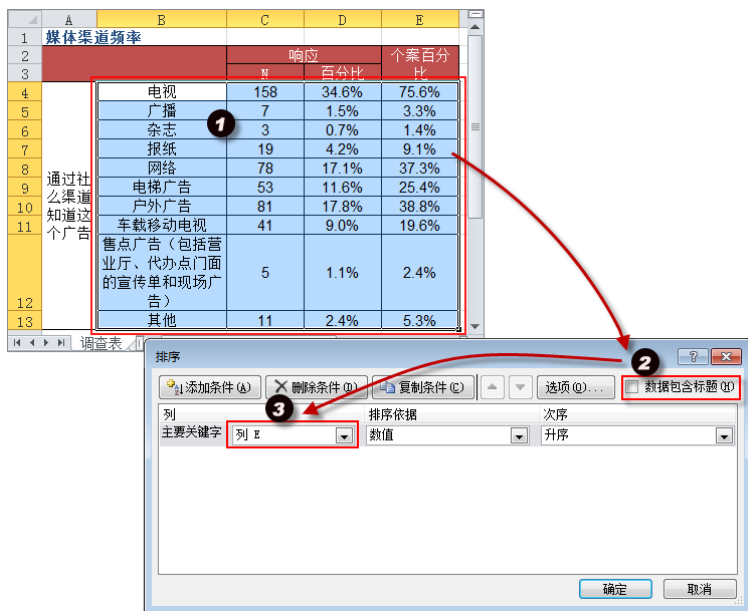 A B C D E
1 媒体渠道频率
2 响应 个案百分
3 N 百分比 比
4 电视 158 34.6% 75.6%
5 广播 7 1.5% 3.3%
6 杂志 3 0.7% 1.4%
7 报纸 19 4.2% 9.1%
8 网络 78 17.1% 37.3%
通过社
9 电梯广告 53 11.6% 25.4%
么渠道
10 户外广告 81 17.8% 38.8%
知道这
11 车载移动电视 41 9.0% 19.6%
个广告
售点广告（包括营
业厅、代办点门面
的宣传单和现场广
告）
12 5 1.1% 2.4%
13 其他 11 2.4% 5.3%
1
调查表
排序
2
添加条件(A) 删除条件(D) 复制条件(C) 选项(O)... 数据包含标题(H)
3
列 排序依据 次序
主要关键字 列 E 数值 升序
确定 取消